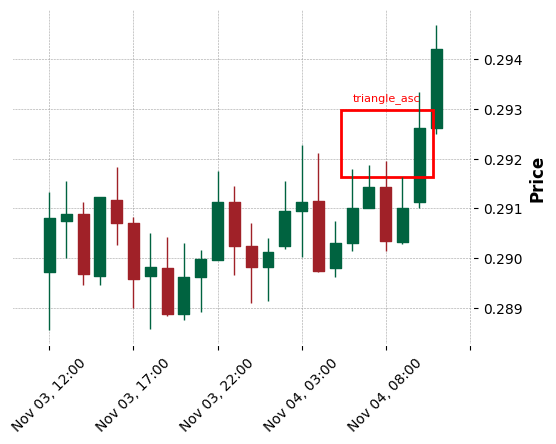 triangle_asc
0.294
0.293
0.292
0.291
0.290
0.289
Price
Nov 03, 12:00
Nov 03, 17:00
Nov 03, 22:00
Nov 04, 03:00
Nov 04, 08:00